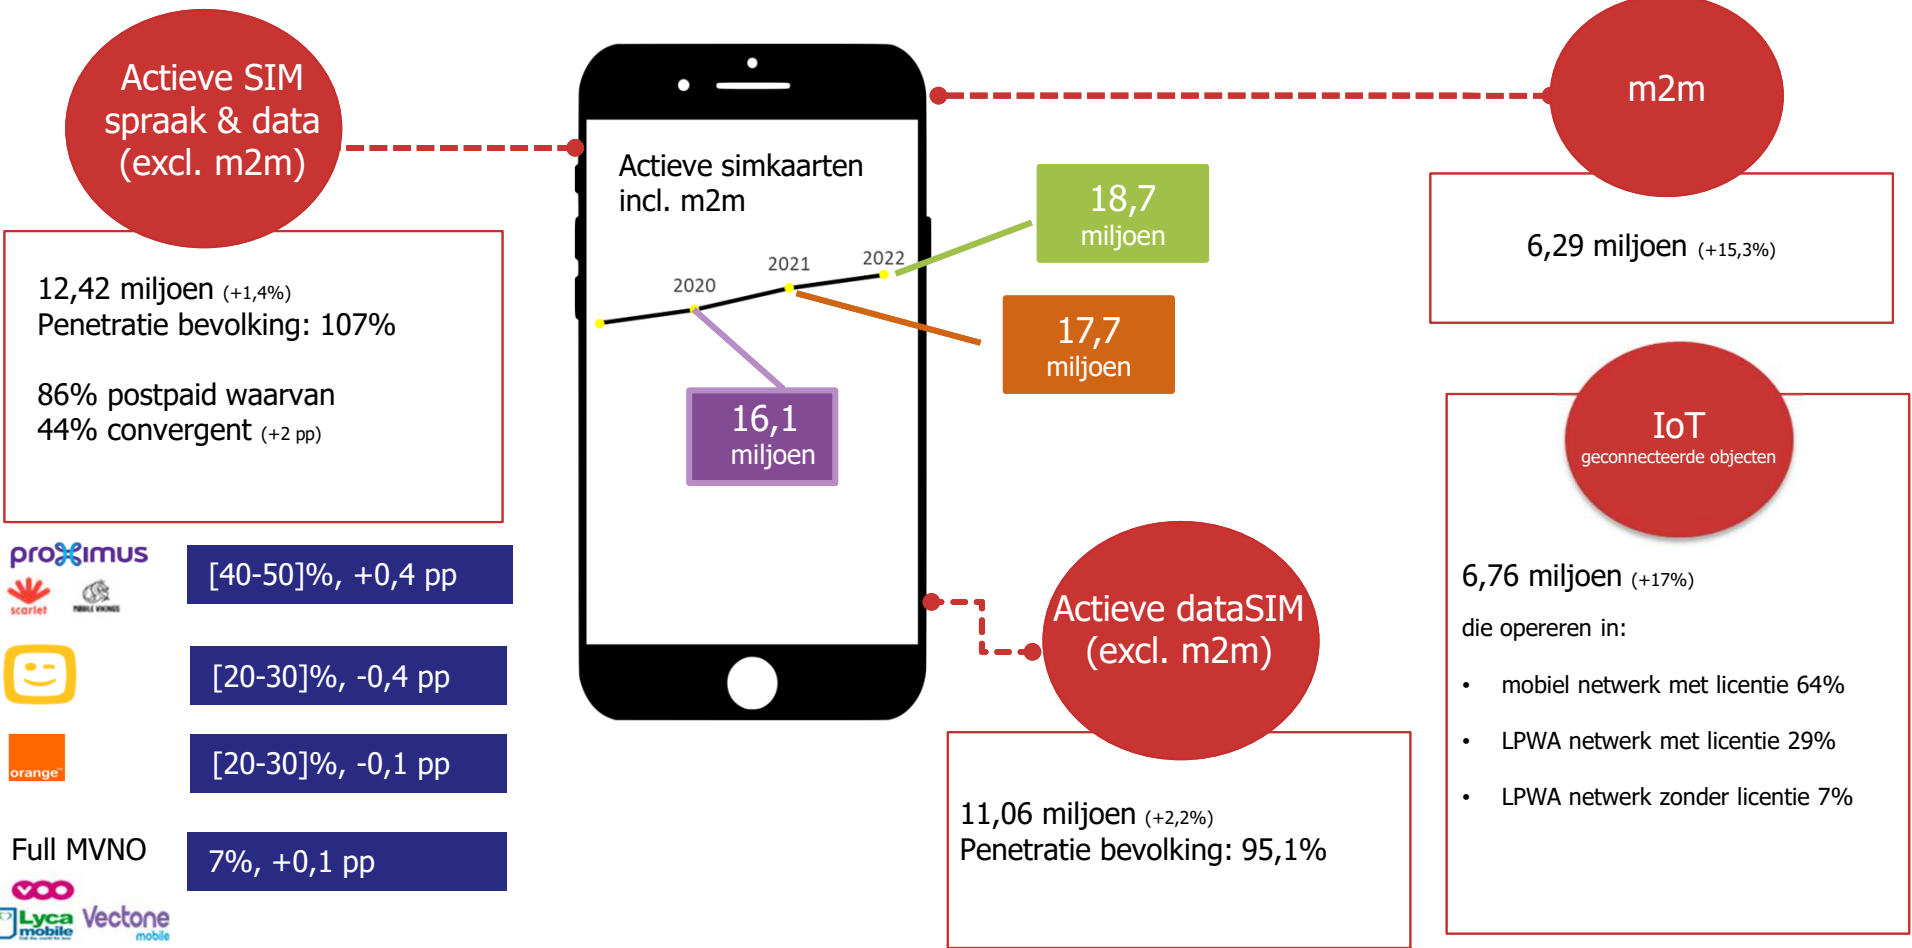 Actieve SIM
spraak & data
(excl. m2m)
12,42 miljoen (+1,4%)
Penetratie bevolking: 107%
86% postpaid waarvan
44% convergent (+2 pp)
proximus
scarlet
MOBILE VIKINGS
[40-50]%, +0,4 pp
[20-30]%, -0,4 pp
orange™
[20-30]%, -0,1 pp
Full MVNO
7%, +0,1 pp
voo
Lyca
mobile
Vectone
mobile
Actieve simkaarten
incl. m2m
2020
2021
2022
16,1
miljoen
18,7
miljoen
17,7
miljoen
Actieve dataSIM
(excl. m2m)
11,06 miljoen (+2,2%)
Penetratie bevolking: 95,1%
m2m
6,29 miljoen (+15,3%)
IoT
geconnecteerde objecten
6,76 miljoen (+17%)
die opereren in:
• mobiel netwerk met licentie 64%
• LPWA netwerk met licentie 29%
• LPWA netwerk zonder licentie 7%